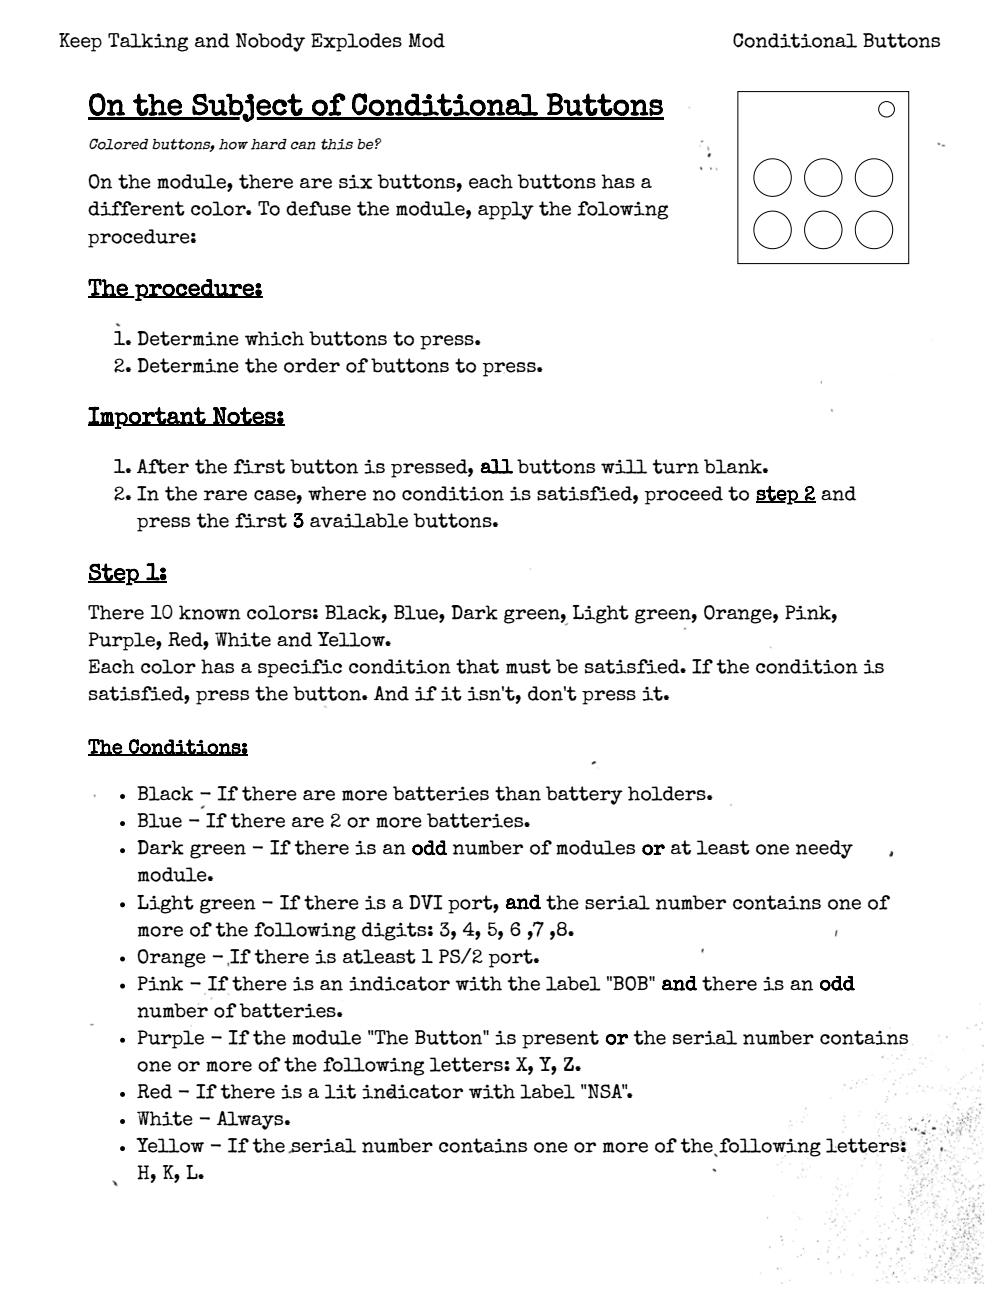 Keep Talking and Nobody Explodes Mod
Conditional Buttons
On the Subject of Conditional Buttons
Colored buttons, how hard can this be?
On the module, there are six buttons, each buttons has a
different color. To defuse the module, apply the folowing
procedure:
The procedure:
1. Determine which buttons to press.
2. Determine the order of buttons to press.
Important Notes:
1. After the first button is pressed, all buttons will turn blank.
2. In the rare case, where no condition is satisfied, proceed to step 2 and
press the first 3 available buttons.
Step 1:
There 10 known colors: Black, Blue, Dark green, Light green, Orange, Pink,
Purple, Red, White and Yellow.
Each color has a specific condition that must be satisfied. If the condition is
satisfied, press the button. And if it isn't, don't press it.
The Conditions:
• Black – If there are more batteries than battery holders.
• Blue – If there are 2 or more batteries.
• Dark green – If there is an odd number of modules or at least one needy
module.
• Light green – If there is a DVI port, and the serial number contains one of
more of the following digits: 3, 4, 5, 6 ,7 ,8.
• Orange – If there is atleast 1 PS/2 port.
• Pink – If there is an indicator with the label "BOB" and there is an odd
number of batteries.
• Purple – If the module "The Button" is present or the serial number contains
one or more of the following letters: X, Y, Z.
• Red – If there is a lit indicator with label "NSA".
• White – Always.
• Yellow – If the serial number contains one or more of the following letters:
H, K, L.